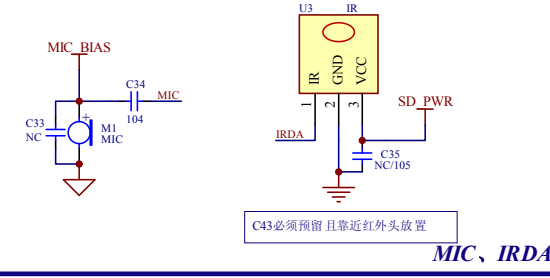 U3 IR
MIC_BIAS
C34
MIC
104
C33
NC
+
M1
MIC
IR
GND
VCC
1
2
3
SD_PWR
IRDA
C35
NC/105
C43必须预留且靠近红外头放置
MIC、IRDA